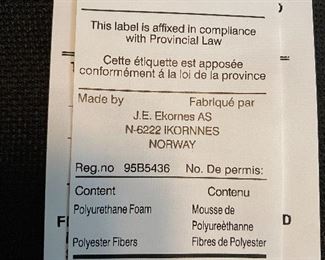 This label is affixed in compliance
with Provincial Law
Cette étiquette est apposée
conformément á la loi de la province
Made by Fabriqué par
J.E. Ekornes AS
N-6222 IKORNNES
NORWAY
Reg.no 95B5436 No. De permis:
Content Contenu
Polyurethane Foam Mousse de
Polyureèthanne
Polyester Fibers Fibres de Polyester